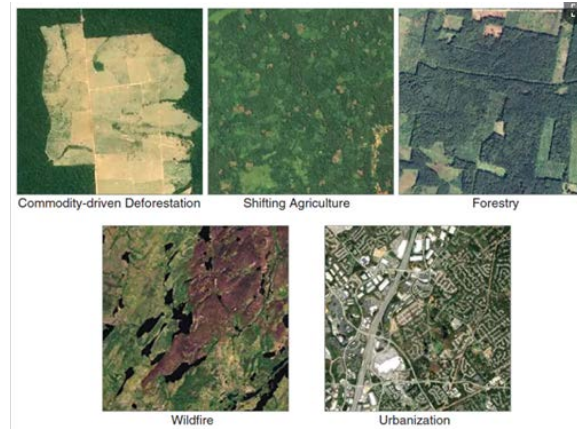 Commodity-driven Deforestation
Shifting Agriculture
Forestry
Wildfire
Urbanization